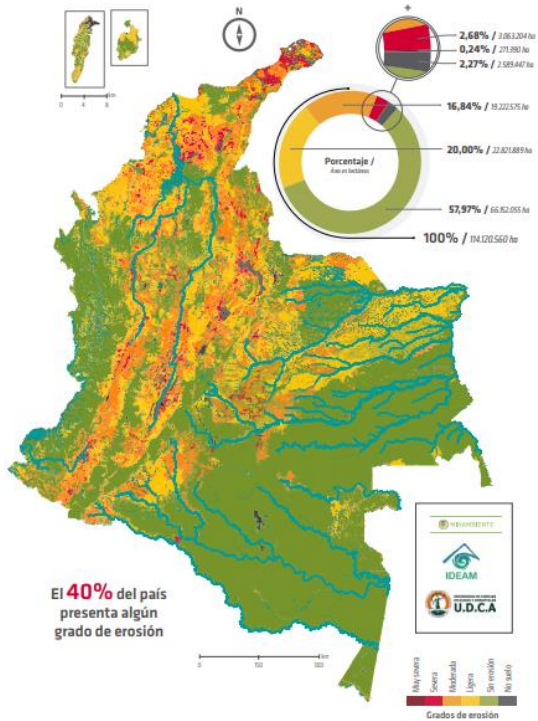 N
+
2,68% / 3.063.204 ha
0,24% / 271.390 ha
2,27% / 2.589.447 ha
16,84% / 19.222.575 ha
20,00% / 22.821.889 ha
Porcentaje /
Área en hectáreas
57,97% / 66.152.055 ha
100% / 114.120.560 ha
0 4 8 km
MINAMBIENTE
IDEAM
U.D.C.A
El 40% del país
presenta algún
grado de erosión
0 150 300 km
Muy severa
Severa
Moderada
Ligera
Sin erosión
No suelo
Grados de erosión